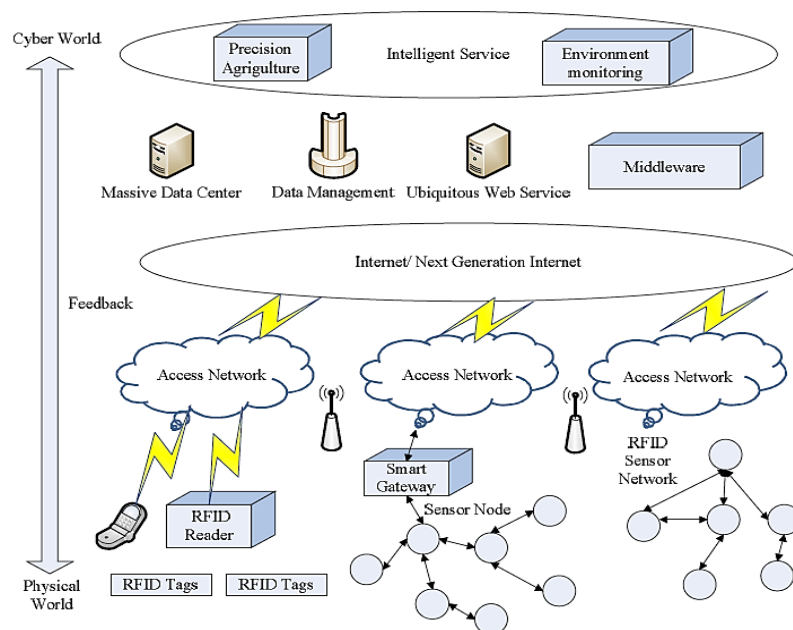 Cyber World
Precision
Agrigulture
Intelligent Service
Environment
monitoring
Massive Data Center
Data Management
Ubiquitous Web Service
Middleware
Internet/ Next Generation Internet
Feedback
Access Network
Access Network
Access Network
Smart
Gateway
RFID
Sensor
Network
RFID
Reader
Sensor Node
Physical
World
RFID Tags
RFID Tags